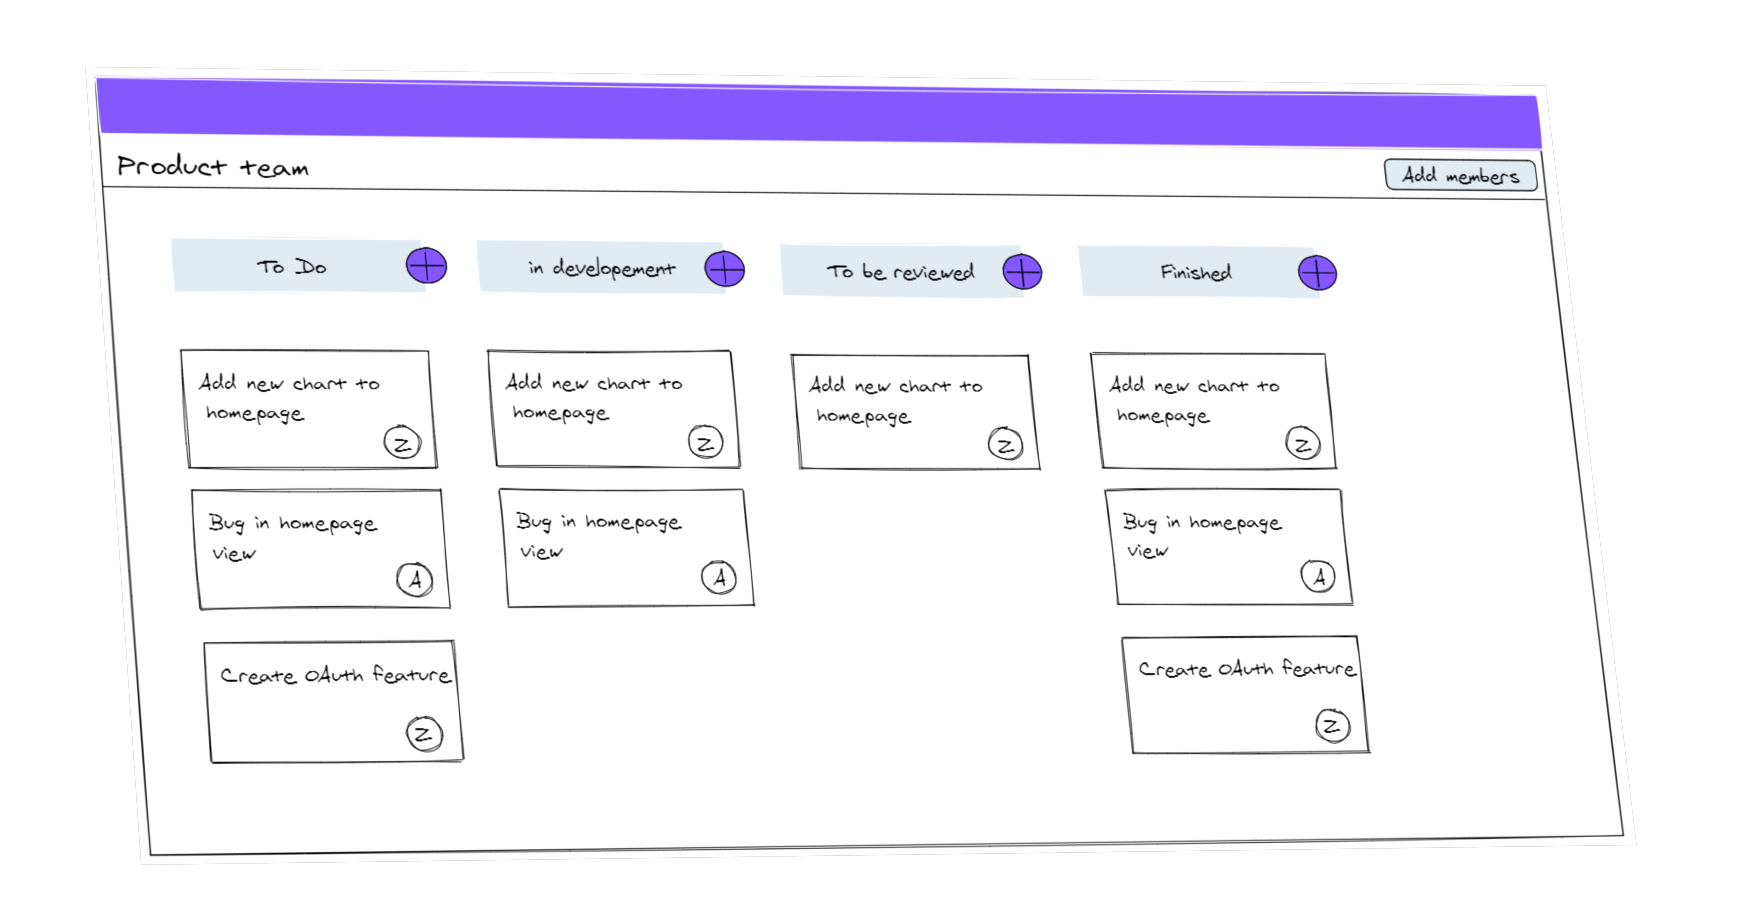 Product team
Add members
To Do
in developement
To be reviewed
Finished
Add new chart to
homepage
Z
Bug in homepage
view
A
Create OAuth feature
Z
Add new chart to
homepage
Z
Bug in homepage
view
A
Add new chart to
homepage
Z
Add new chart to
homepage
Z
Bug in homepage
view
A
Create OAuth feature
Z